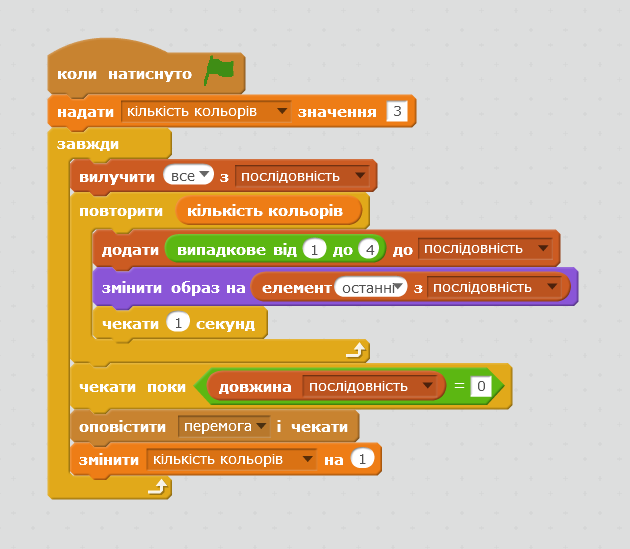 коли натиснуто
надати кількість кольорів значення 3
завжди
вилучити все з послідовність
повторити кількість кольорів
додати випадкове від 1 до 4 до послідовність
змінити образ на елемент останні з послідовність
чекати 1 секунд
чекати поки довжина послідовність = 0
оповістити перемога і чекати
змінити кількість кольорів на 1